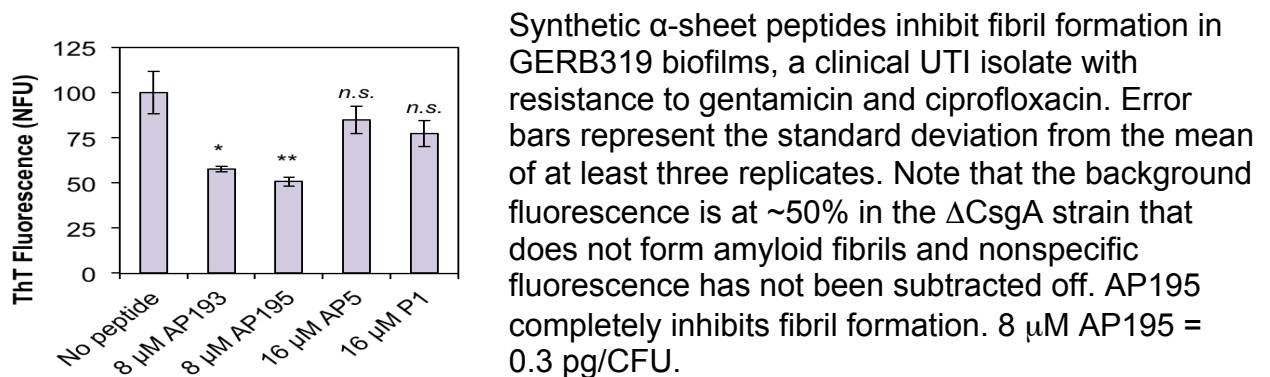 125
100
75
50
25
0
ThT Fluorescence (NFU)
*
**
n.s.
n.s.
No peptide
8 µM AP193
8 µM AP195
16 µM AP5
16 µM P1
Synthetic α-sheet peptides inhibit fibril formation in
GERB319 biofilms, a clinical UTI isolate with
resistance to gentamicin and ciprofloxacin. Error
bars represent the standard deviation from the mean
of at least three replicates. Note that the background
fluorescence is at ~50% in the ΔCsgA strain that
does not form amyloid fibrils and nonspecific
fluorescence has not been subtracted off. AP195
completely inhibits fibril formation. 8 μM AP195 =
0.3 pg/CFU.